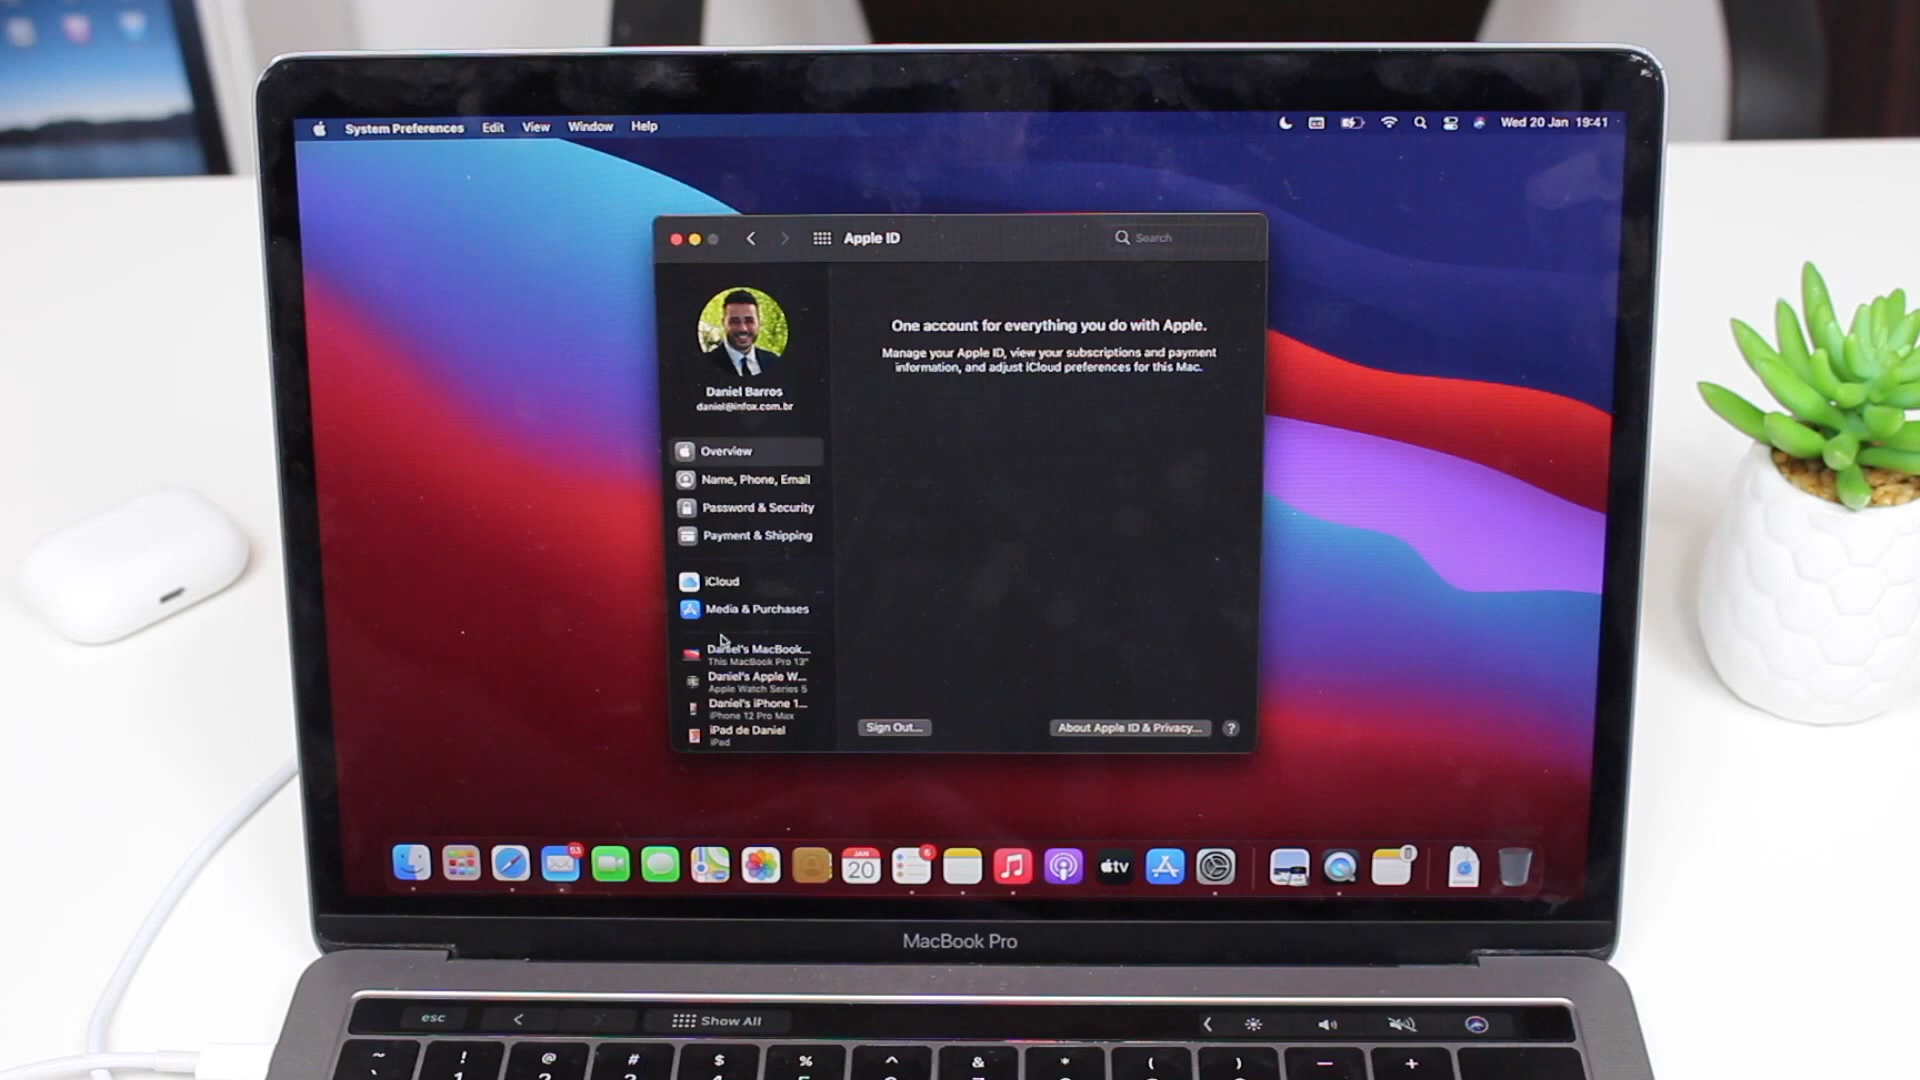 System Preferences Edit View Window Help
Wed 20 Jan 19:41
Apple ID
Search
Daniel Barros
daniel@infox.com.br
Overview
Name, Phone, Email
Password & Security
Payment & Shipping
iCloud
Media & Purchases
Daniel's MacBook...
This MacBook Pro 13"
Daniel's Apple W...
Apple Watch Series 5
Daniel's iPhone 1...
iPhone 12 Pro Max
iPad de Daniel
iPad
One account for everything you do with Apple.
Manage your Apple ID, view your subscriptions and payment
information, and adjust iCloud preferences for this Mac.
Sign Out...
About Apple ID & Privacy...
?
53
JAN
20
6
tv
MacBook Pro
esc
Show All
~ ! @ # $ % ^ & * ( ) – +